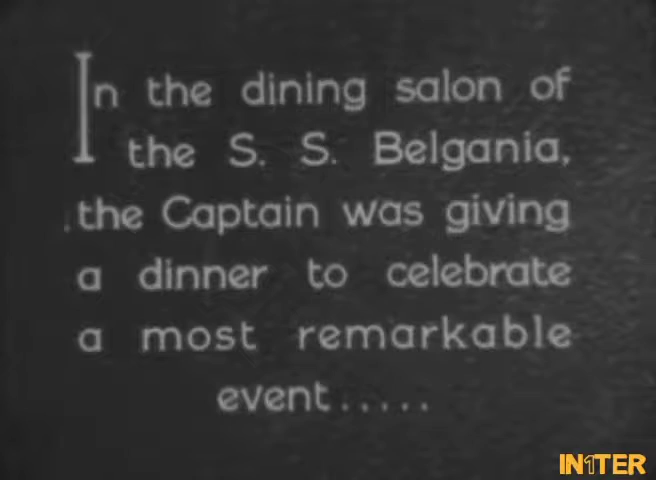 In the dining salon of
the S. S. Belgania,
the Captain was giving
a dinner to celebrate
a most remarkable
event.....
IN1TER